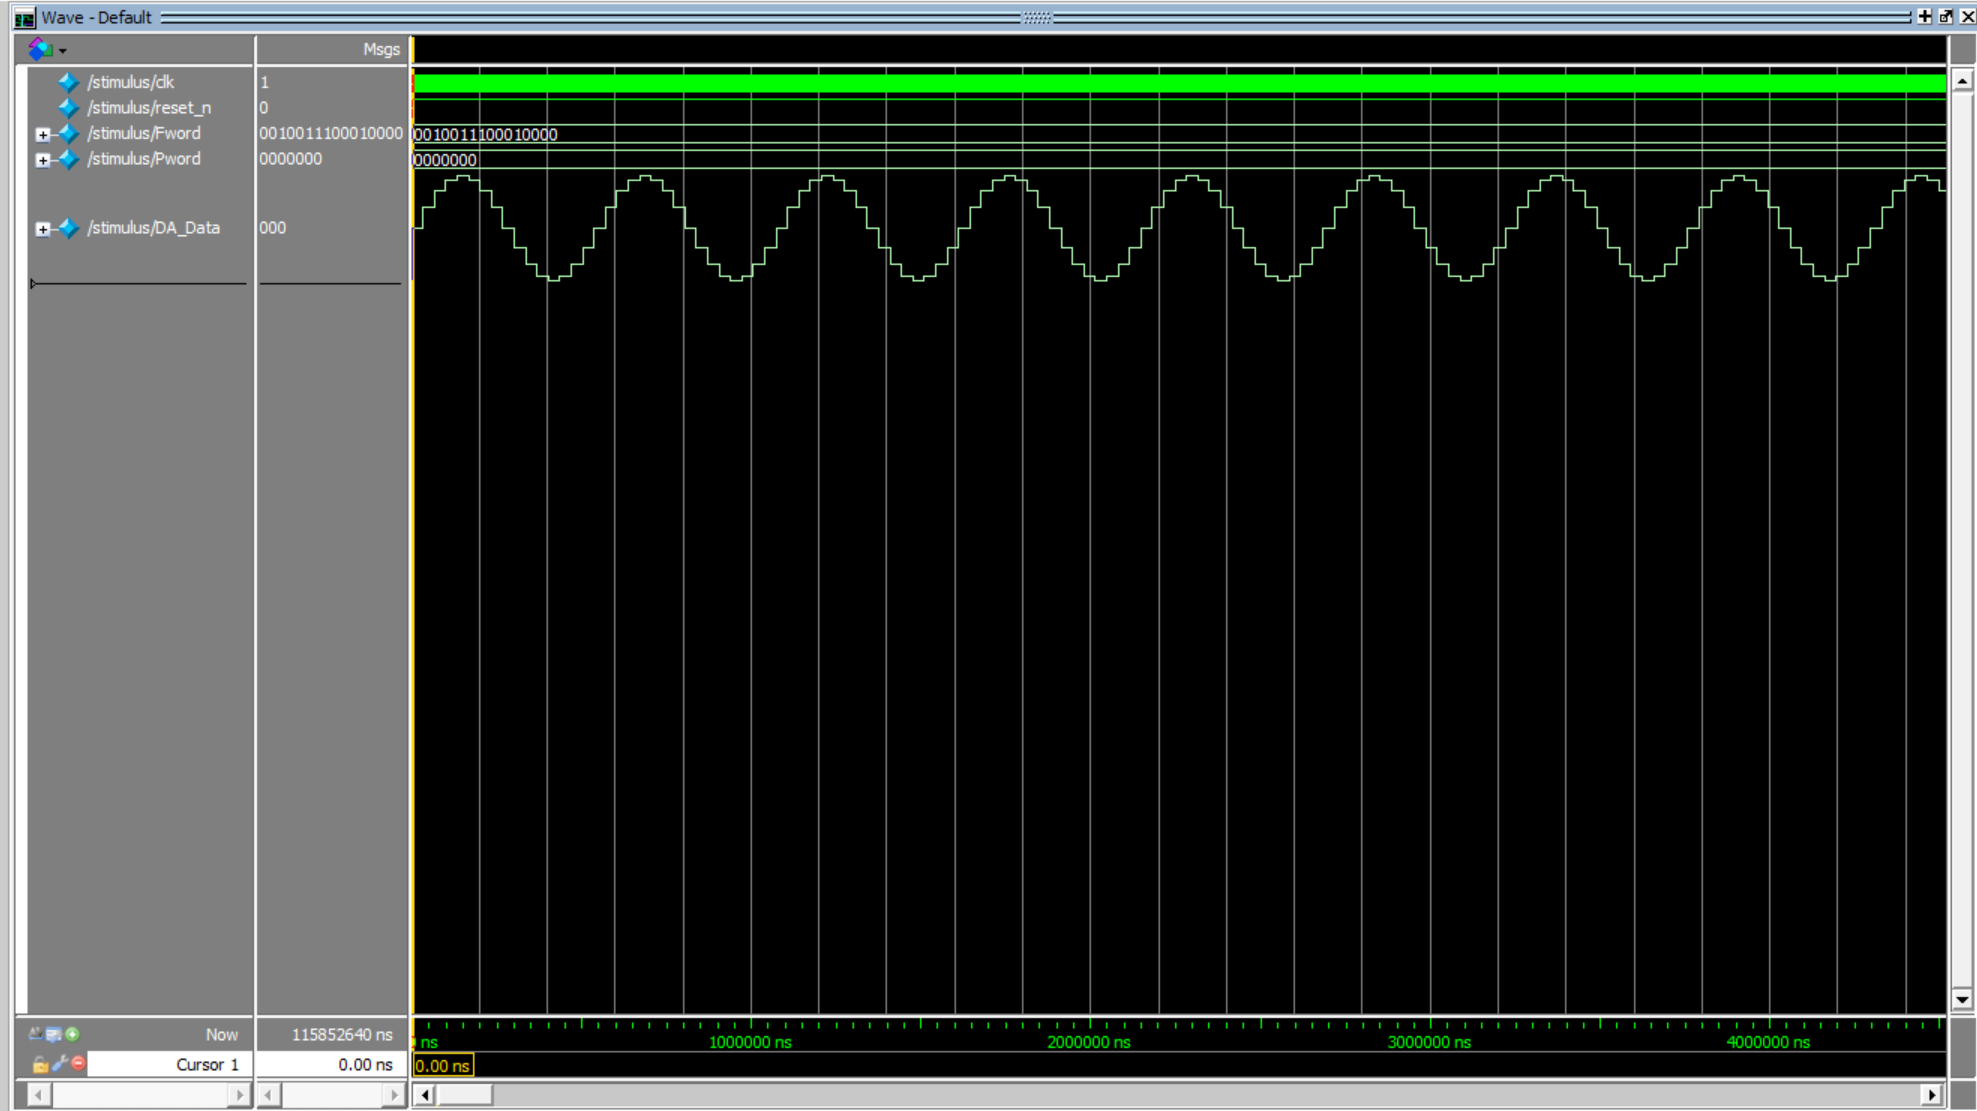 Wave - Default
Msgs
/stimulus/clk 1
/stimulus/reset_n 0
/stimulus/Fword 0010011100010000 0010011100010000
/stimulus/Pword 0000000 0000000
/stimulus/DA_Data 000
Now 115852640 ns ns 1000000 ns 2000000 ns 3000000 ns 4000000 ns
Cursor 1 0.00 ns 0.00 ns